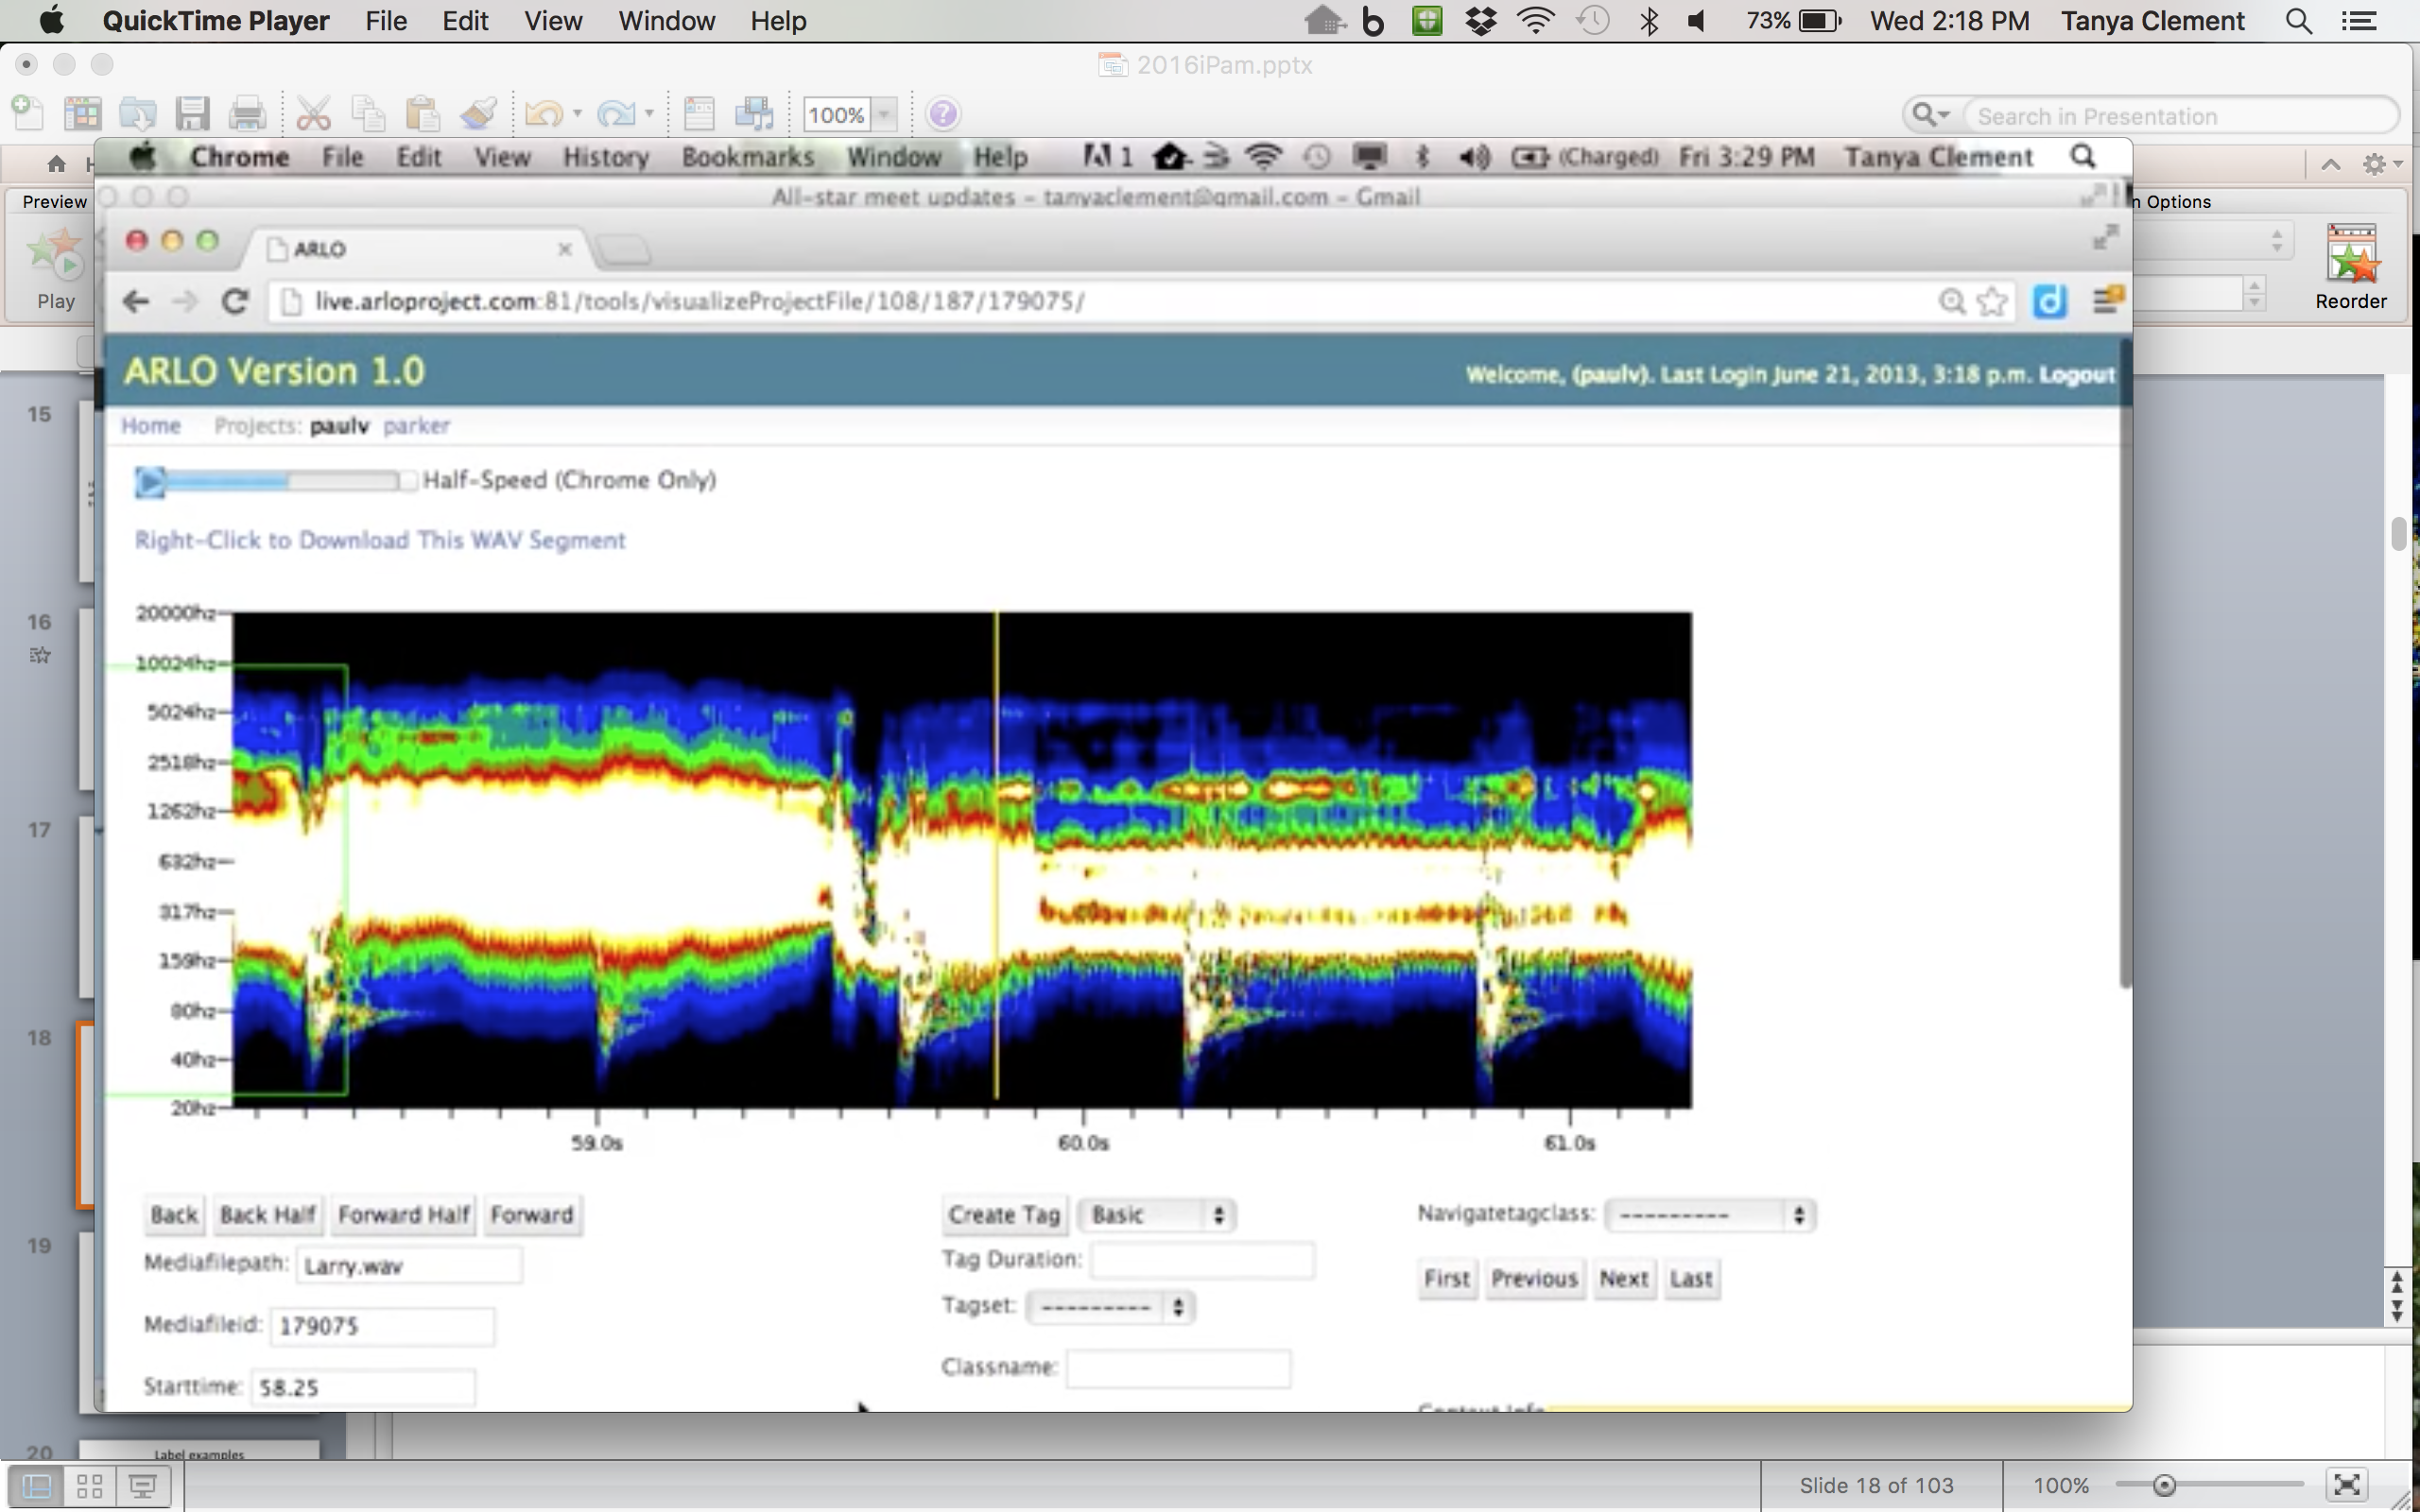 QuickTime Player File Edit View Window Help 73% Wed 2:18 PM Tanya Clement
2016iPam.pptx
100% Search in Presentation
Chrome File Edit View History Bookmarks Window Help 1 (Charged) Fri 3:29 PM Tanya Clement
Preview
All-star meet updates – tanyaclement@gmail.com – Gmail
n Options
ARLO
Play
live.arloproject.com:81/tools/visualizeProjectFile/108/187/179075/
Reorder
ARLO Version 1.0
Welcome, (paulv). Last Login June 21, 2013, 3:18 p.m. Logout
Home Projects: paulv parker
15
Half-Speed (Chrome Only)
Right-Click to Download This WAV Segment
16
20000hz
10024hz
5024hz
2518hz
1262hz
17
632hz
317hz
159hz
80hz
18
40hz
20hz
59.0s 60.0s 61.0s
Back Back Half Forward Half Forward
Create Tag Basic
Navigatetagclass: ---------
19
Mediafilepath: Larry.wav
Tag Duration:
First Previous Next Last
Tagset: ---------
Mediafileid: 179075
Classname:
Starttime: 58.25
Context Info
20
Label examples
Slide 18 of 103 100%